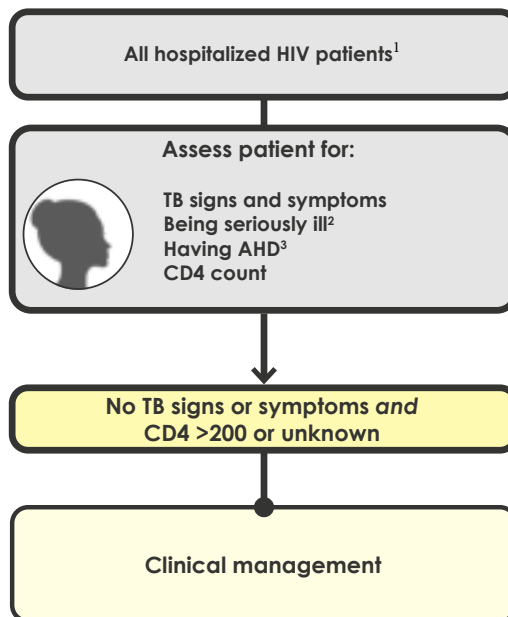 All hospitalized HIV patients¹
Assess patient for:
TB signs and symptoms
Being seriously ill²
Having AHD³
CD4 count
No TB signs or symptoms and
CD4 >200 or unknown
Clinical management